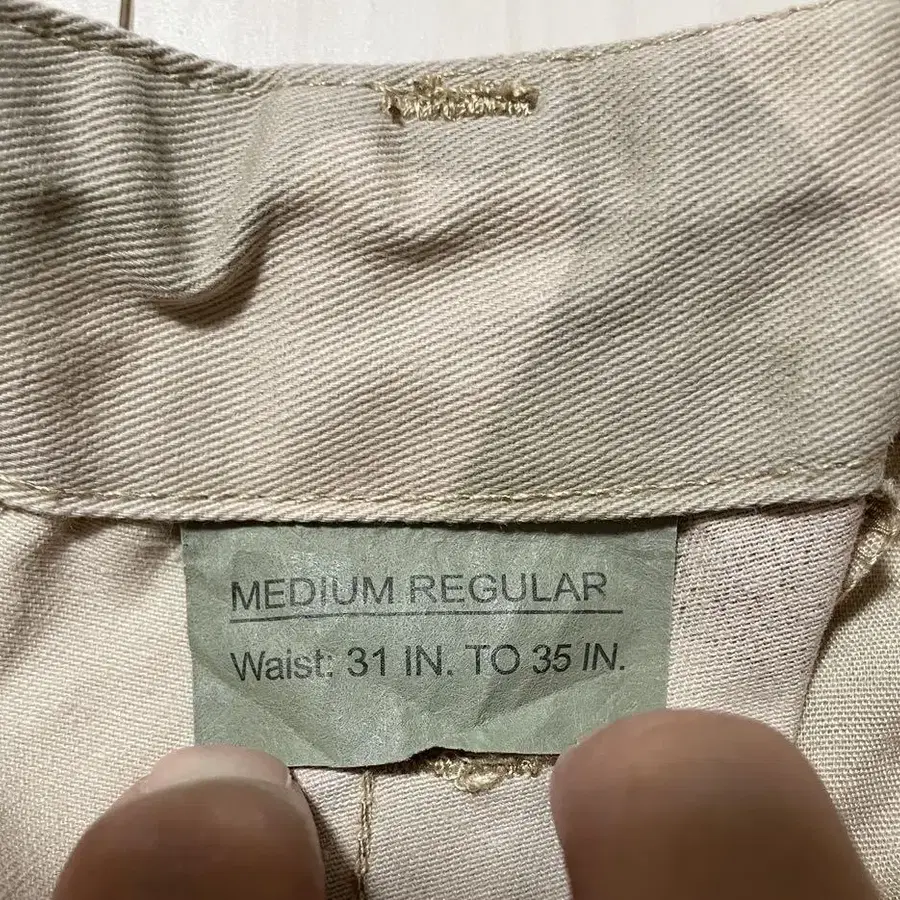 MEDIUM REGULAR
Waist: 31 IN. TO 35 IN.